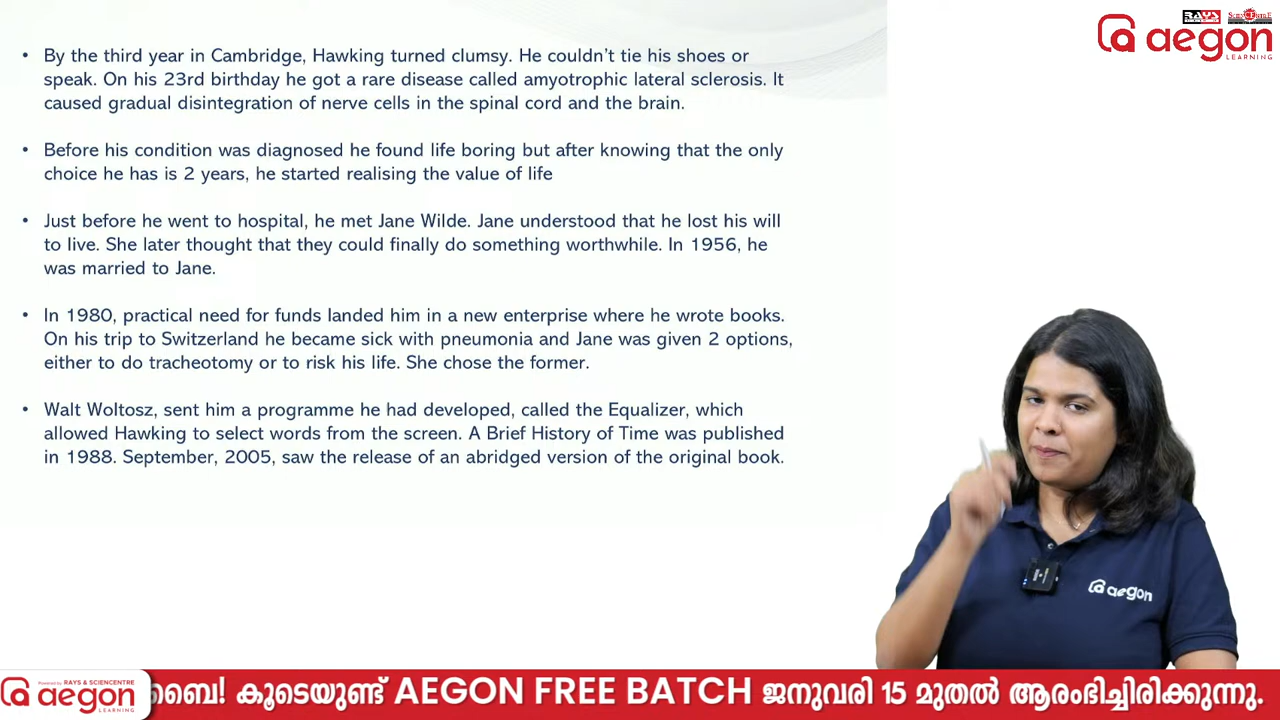 RAYS
SCIENCENTRE
aegon
LEARNING
• By the third year in Cambridge, Hawking turned clumsy. He couldn't tie his shoes or
speak. On his 23rd birthday he got a rare disease called amyotrophic lateral sclerosis. It
caused gradual disintegration of nerve cells in the spinal cord and the brain.
• Before his condition was diagnosed he found life boring but after knowing that the only
choice he has is 2 years, he started realising the value of life
• Just before he went to hospital, he met Jane Wilde. Jane understood that he lost his will
to live. She later thought that they could finally do something worthwhile. In 1956, he
was married to Jane.
• In 1980, practical need for funds landed him in a new enterprise where he wrote books.
On his trip to Switzerland he became sick with pneumonia and Jane was given 2 options,
either to do tracheotomy or to risk his life. She chose the former.
• Walt Woltosz, sent him a programme he had developed, called the Equalizer, which
allowed Hawking to select words from the screen. A Brief History of Time was published
in 1988. September, 2005, saw the release of an abridged version of the original book.
aegon
Powered by RAYS & SCIENCENTRE
aegon
LEARNING
ബൈ! കൂടെയുണ്ട് AEGON FREE BATCH ജനുവരി 15 മുതൽ ആരംഭിച്ചിരിക്കുന്നു.